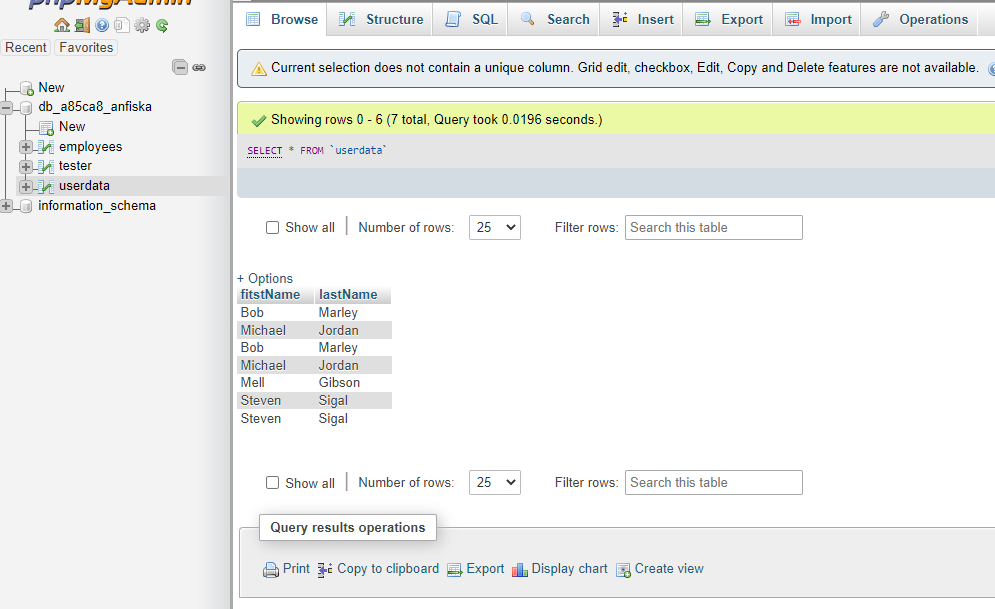 phpMyAdmin
Recent Favorites
New
db_a85ca8_anfiska
New
employees
tester
userdata
information_schema
Browse Structure SQL Search Insert Export Import Operations
Current selection does not contain a unique column. Grid edit, checkbox, Edit, Copy and Delete features are not available.
Showing rows 0 - 6 (7 total, Query took 0.0196 seconds.)
SELECT * FROM `userdata`
Show all | Number of rows: 25 Filter rows: Search this table
+ Options
fitstName lastName
Bob Marley
Michael Jordan
Bob Marley
Michael Jordan
Mell Gibson
Steven Sigal
Steven Sigal
Show all | Number of rows: 25 Filter rows: Search this table
Query results operations
Print Copy to clipboard Export Display chart Create view